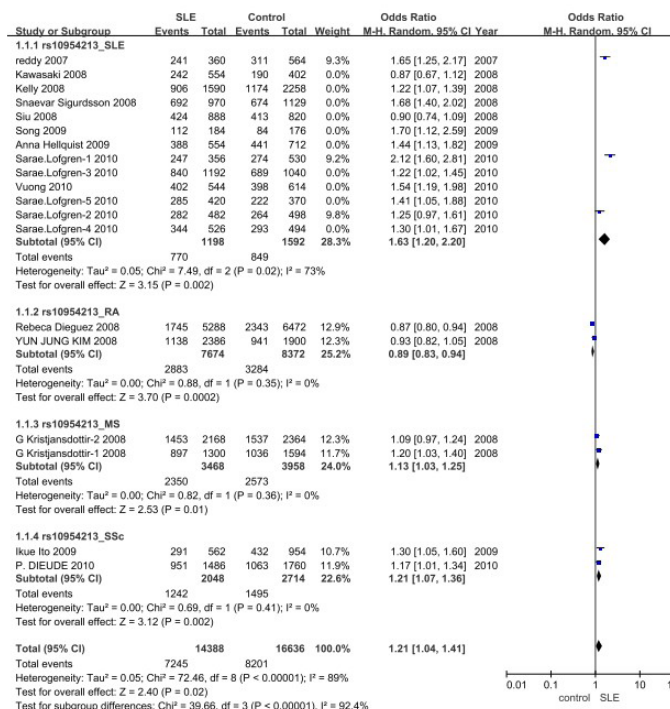 SLE Control Odds Ratio Odds Ratio
Study or Subgroup Events Total Events Total Weight M-H. Random. 95% CI Year M-H. Random. 95% CI
1.1.1 rs10954213_SLE
reddy 2007 241 360 311 564 9.3% 1.65 [1.25, 2.17] 2007
Kawasaki 2008 242 554 190 402 0.0% 0.87 [0.67, 1.12] 2008
Kelly 2008 906 1590 1174 2258 0.0% 1.22 [1.07, 1.39] 2008
Snaevar Sigurdsson 2008 692 970 674 1129 0.0% 1.68 [1.40, 2.02] 2008
Siu 2008 424 888 413 820 0.0% 0.90 [0.74, 1.09] 2008
Song 2009 112 184 84 176 0.0% 1.70 [1.12, 2.59] 2009
Anna Hellquist 2009 388 554 441 712 0.0% 1.44 [1.13, 1.82] 2009
Sarae.Lofgren-1 2010 247 356 274 530 9.2% 2.12 [1.60, 2.81] 2010
Sarae.Lofgren-3 2010 840 1192 689 1040 0.0% 1.22 [1.02, 1.45] 2010
Vuong 2010 402 544 398 614 0.0% 1.54 [1.19, 1.98] 2010
Sarae.Lofgren-5 2010 285 420 222 370 0.0% 1.41 [1.05, 1.88] 2010
Sarae.Lofgren-2 2010 282 482 264 498 9.8% 1.25 [0.97, 1.61] 2010
Sarae.Lofgren-4 2010 344 526 293 494 0.0% 1.30 [1.01, 1.67] 2010
Subtotal (95% CI) 1198 1592 28.3% 1.63 [1.20, 2.20]
Total events 770 849
Heterogeneity: Tau² = 0.05; Chi² = 7.49, df = 2 (P = 0.02); I² = 73%
Test for overall effect: Z = 3.15 (P = 0.002)
1.1.2 rs10954213_RA
Rebeca Dieguez 2008 1745 5288 2343 6472 12.9% 0.87 [0.80, 0.94] 2008
YUN JUNG KIM 2008 1138 2386 941 1900 12.3% 0.93 [0.82, 1.05] 2008
Subtotal (95% CI) 7674 8372 25.2% 0.89 [0.83, 0.94]
Total events 2883 3284
Heterogeneity: Tau² = 0.00; Chi² = 0.88, df = 1 (P = 0.35); I² = 0%
Test for overall effect: Z = 3.70 (P = 0.0002)
1.1.3 rs10954213_MS
G Kristjansdottir-2 2008 1453 2168 1537 2364 12.3% 1.09 [0.97, 1.24] 2008
G Kristjansdottir-1 2008 897 1300 1036 1594 11.7% 1.20 [1.03, 1.40] 2008
Subtotal (95% CI) 3468 3958 24.0% 1.13 [1.03, 1.25]
Total events 2350 2573
Heterogeneity: Tau² = 0.00; Chi² = 0.82, df = 1 (P = 0.36); I² = 0%
Test for overall effect: Z = 2.53 (P = 0.01)
1.1.4 rs10954213_SSc
Ikue Ito 2009 291 562 432 954 10.7% 1.30 [1.05, 1.60] 2009
P. DIEUDE 2010 951 1486 1063 1760 11.9% 1.17 [1.01, 1.34] 2010
Subtotal (95% CI) 2048 2714 22.6% 1.21 [1.07, 1.36]
Total events 1242 1495
Heterogeneity: Tau² = 0.00; Chi² = 0.69, df = 1 (P = 0.41); I² = 0%
Test for overall effect: Z = 3.12 (P = 0.002)
Total (95% CI) 14388 16636 100.0% 1.21 [1.04, 1.41]
Total events 7245 8201
Heterogeneity: Tau² = 0.05; Chi² = 72.46, df = 8 (P < 0.00001); I² = 89%
Test for overall effect: Z = 2.40 (P = 0.02)
Test for subgroup differences: Chi² = 39.66, df = 3 (P < 0.00001), I² = 92.4%
0.01 0.1 1 10
control SLE